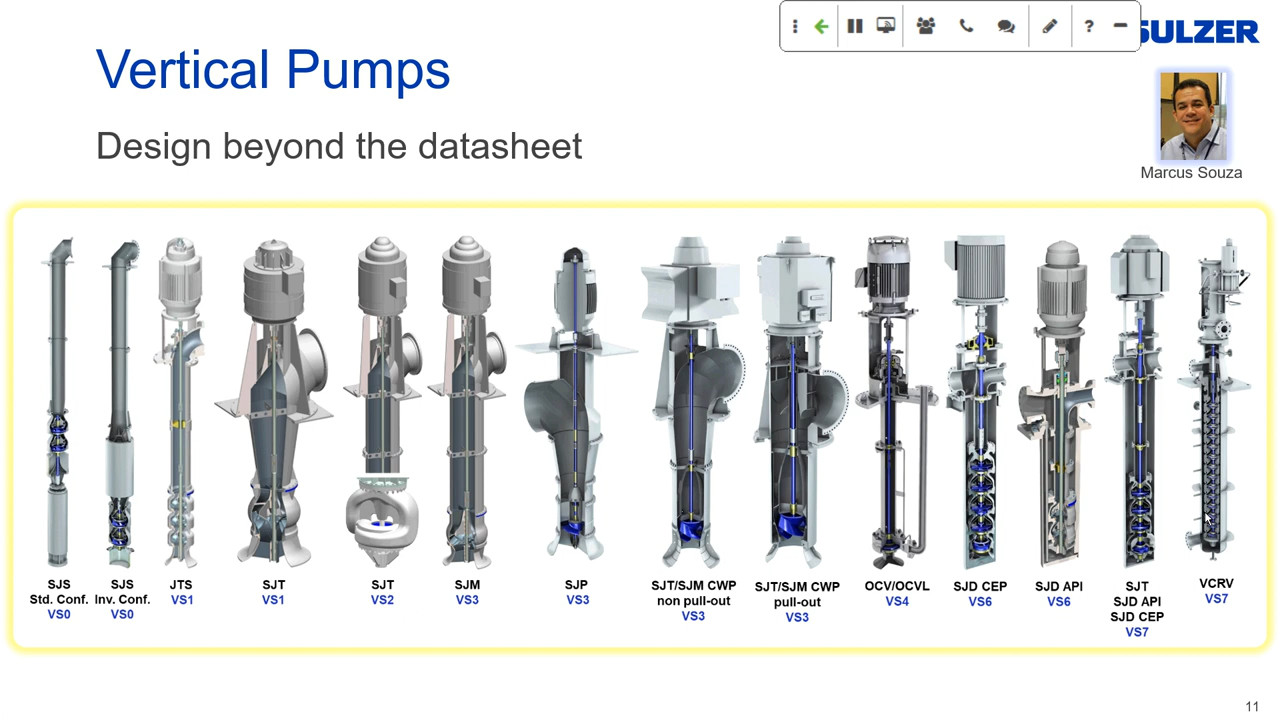 SULZER
Vertical Pumps
Design beyond the datasheet
Marcus Souza
SJS
Std. Conf.
VS0
SJS
Inv. Conf.
VS0
JTS
VS1
SJT
VS1
SJT
VS2
SJM
VS3
SJP
VS3
SJT/SJM CWP
non pull-out
VS3
SJT/SJM CWP
pull-out
VS3
OCV/OCVL
VS4
SJD CEP
VS6
SJD API
VS6
SJT
SJD API
SJD CEP
VS7
VCRV
VS7
11